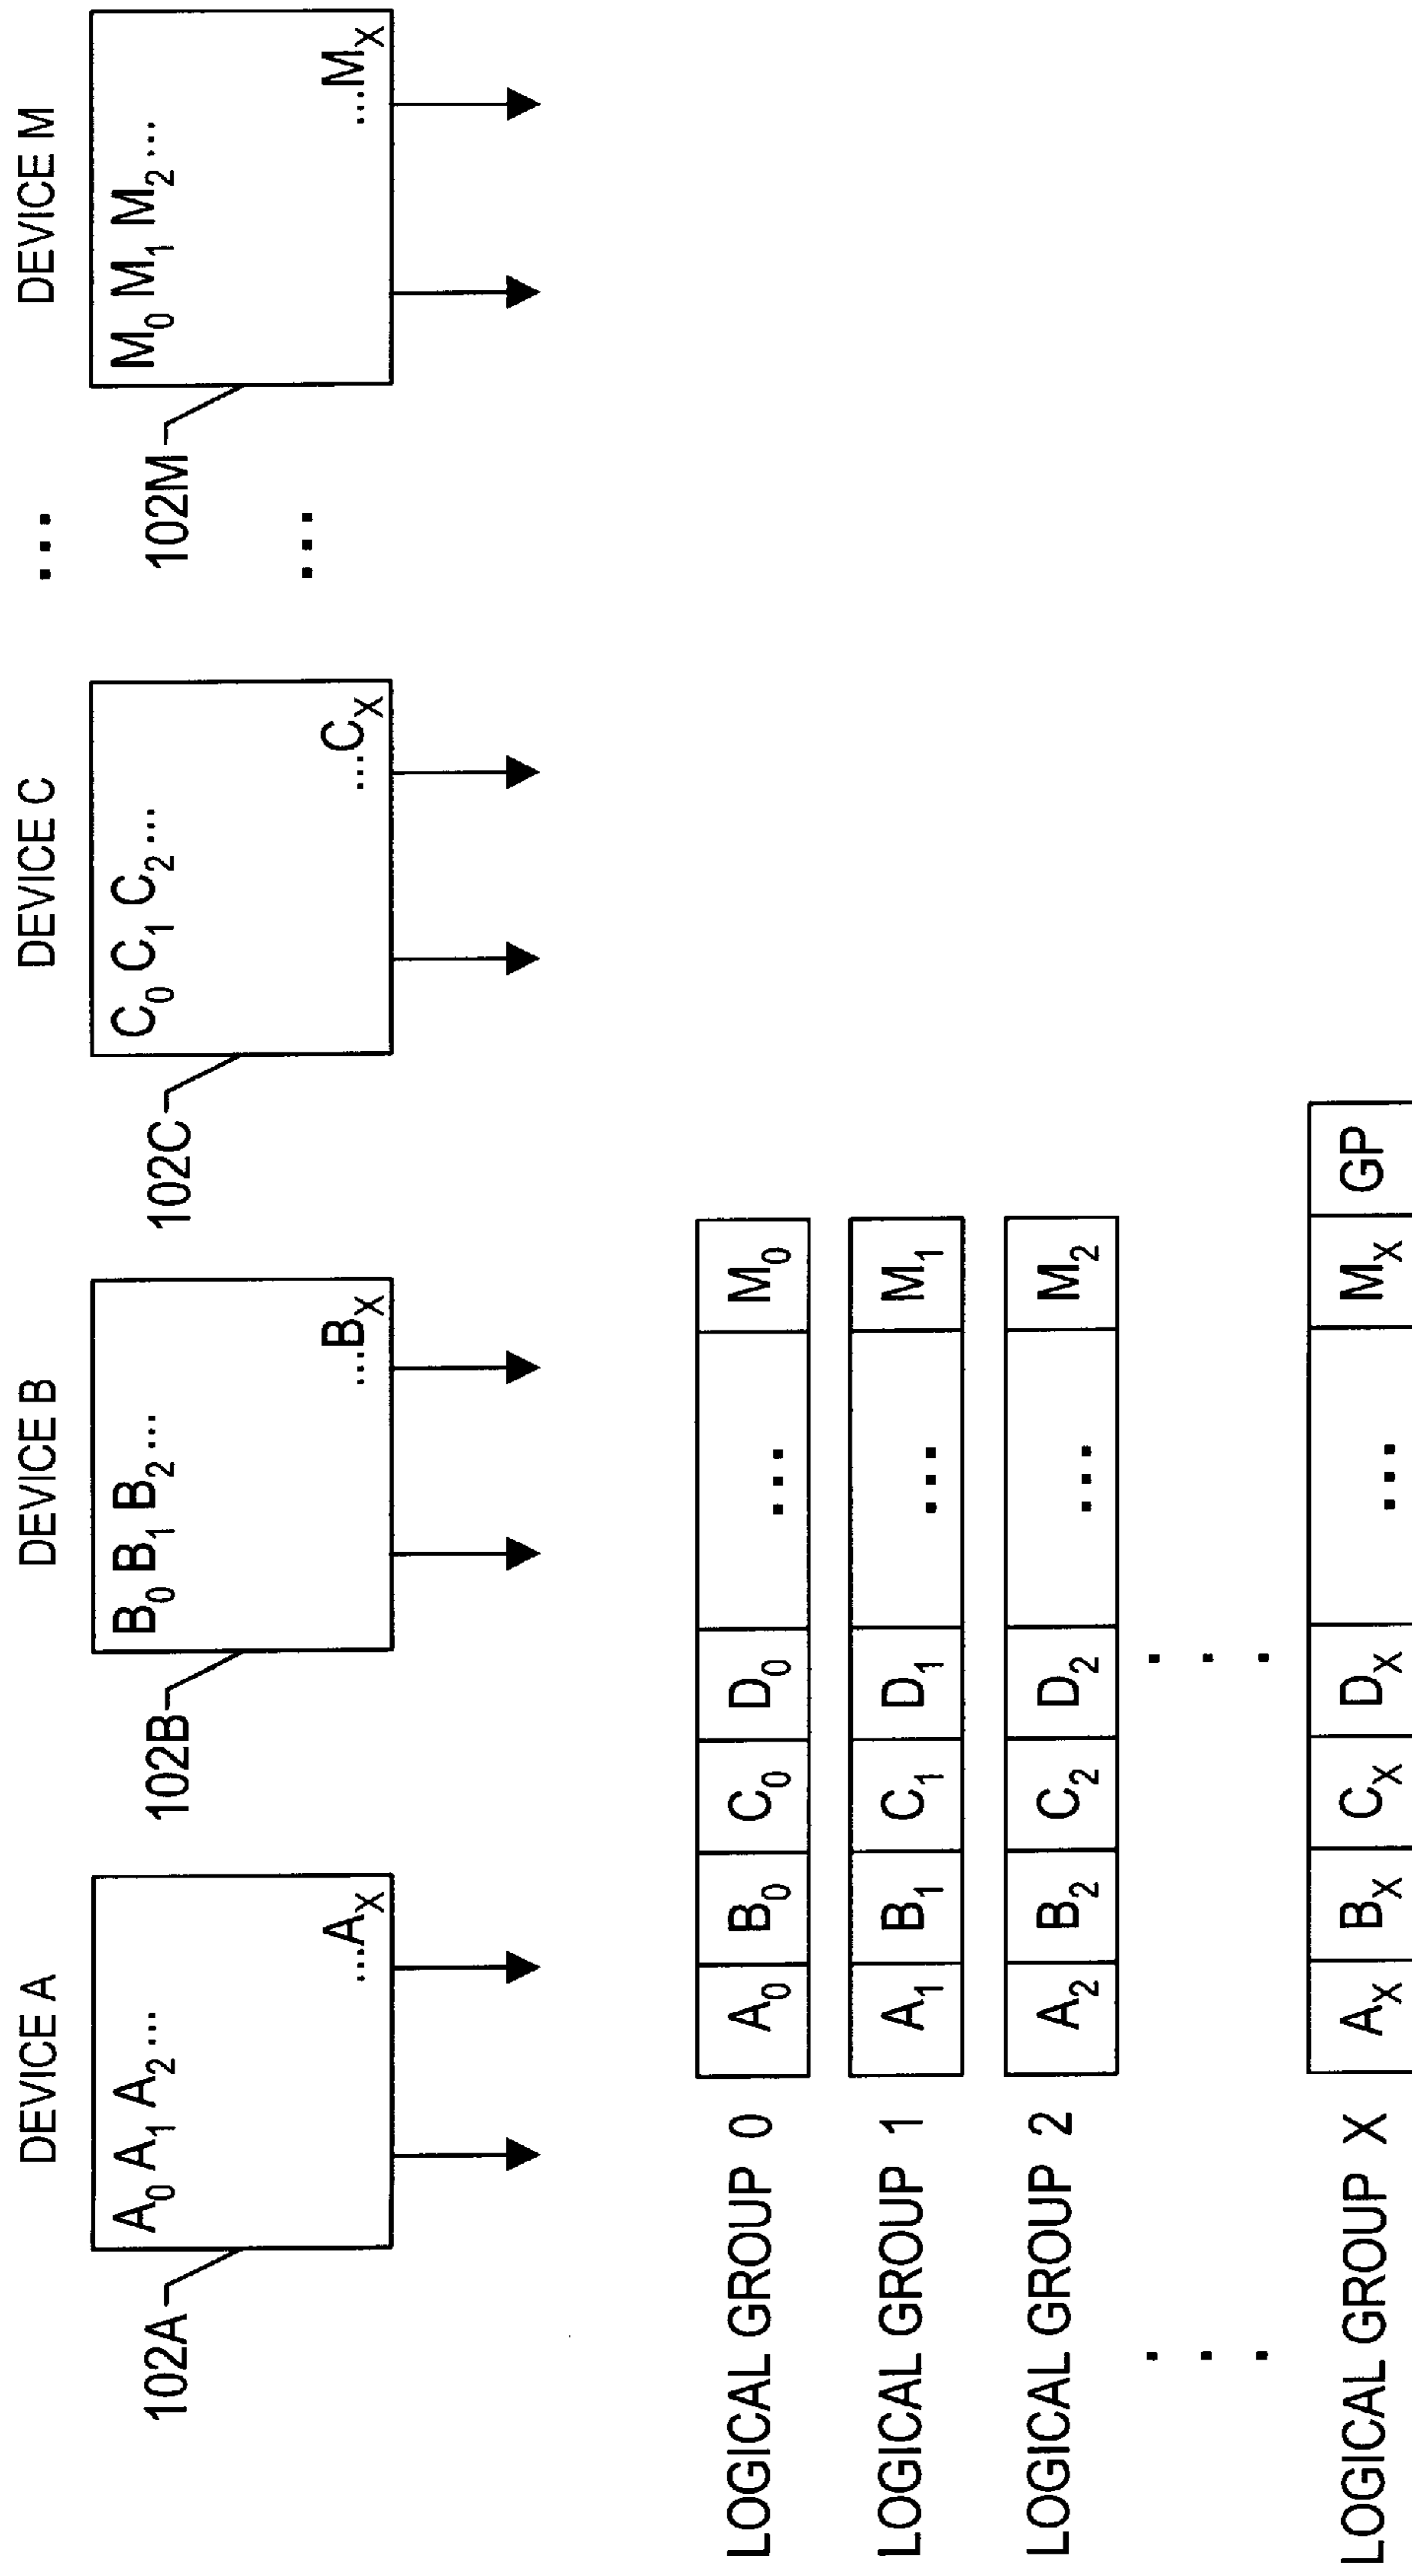 DEVICE A
DEVICE B
DEVICE C
...
DEVICE M
102A
A₀ A₁ A₂ ...
...Aₓ
102B
B₀ B₁ B₂ ...
...Bₓ
102C
C₀ C₁ C₂ ...
...Cₓ
...
102M
M₀ M₁ M₂ ...
...Mₓ
LOGICAL GROUP 0 A₀ B₀ C₀ D₀ ... M₀
LOGICAL GROUP 1 A₁ B₁ C₁ D₁ ... M₁
LOGICAL GROUP 2 A₂ B₂ C₂ D₂ ... M₂
LOGICAL GROUP X Aₓ Bₓ Cₓ Dₓ ... Mₓ GP